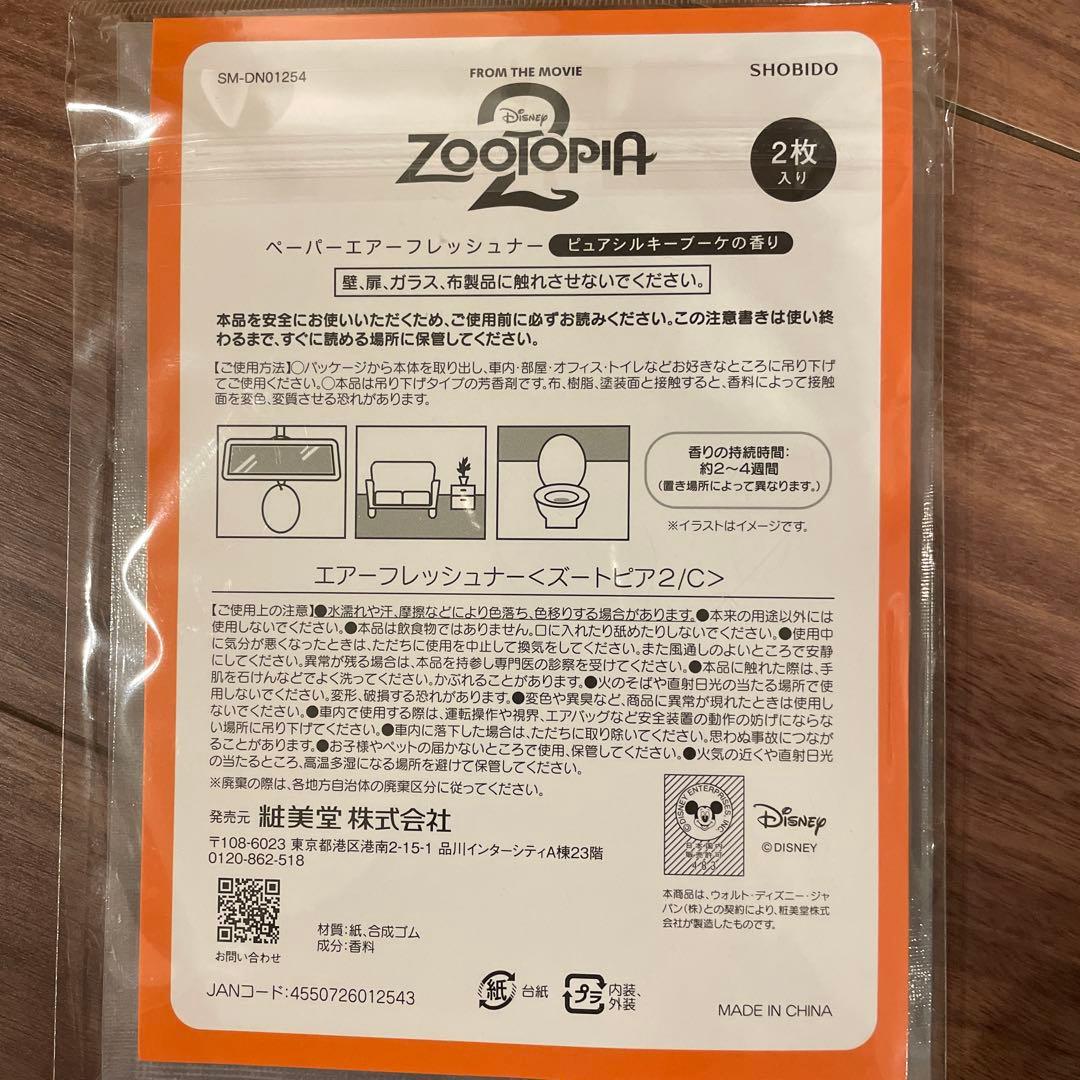 SM-DN01254
FROM THE MOVIE
SHOBIDO
Disney
ZOOTOPIA
2
2枚
入り
ペーパーエアーフレッシュナー ピュアシルキーブーケの香り
壁、扉、ガラス、布製品に触れさせないでください。
本品を安全にお使いいただくため、ご使用前に必ずお読みください。この注意書きは使い終
わるまで、すぐに読める場所に保管してください。
【ご使用方法】○パッケージから本体を取り出し、車内・部屋・オフィス・トイレなどお好きなところに吊り下げ
てご使用ください。○本品は吊り下げタイプの芳香剤です。布、樹脂、塗装面と接触すると、香料によって接触
面を変色、変質させる恐れがあります。
香りの持続時間:
約2〜4週間
(置き場所によって異なります。)
※イラストはイメージです。
エアーフレッシュナー<ズートピア2/C>
【ご使用上の注意】●水濡れや汗、摩擦などにより色落ち、色移りする場合があります。●本来の用途以外には
使用しないでください。●本品は飲食物ではありません。口に入れたり舐めたりしないでください。●使用中
に気分が悪くなったときは、ただちに使用を中止して換気をしてください。また風通しのよいところで安静
にしてください。異常が残る場合は、本品を持参し専門医の診察を受けてください。●本品に触れた際は、手
肌を石けんなどでよく洗ってください。かぶれることがあります。●火のそばや直射日光の当たる場所で使
用しないでください。変形、破損する恐れがあります。●変色や異臭など、商品に異常が現れたときは使用し
ないでください。●車内で使用する際は、運転操作や視界、エアバッグなど安全装置の動作の妨げにならな
い場所に吊り下げてください。●車内に落下した場合は、ただちに取り除いてください。思わぬ事故につなが
ることがあります。●お子様やペットの届かないところで使用、保管してください。●火気の近くや直射日光
の当たるところ、高温多湿になる場所を避けて保管してください。
※廃棄の際は、各地方自治体の廃棄区分に従ってください。
発売元 粧美堂 株式会社
〒108-6023 東京都港区港南2-15-1 品川インターシティA棟23階
0120-862-518
お問い合わせ
材質:紙、合成ゴム
成分:香料
©DISNEY ENTERPRISES, INC.
日本国内
販売許可
483
Disney
©DISNEY
本商品は、ウォルト・ディズニー・ジャ
パン(株)との契約により、粧美堂株式
会社が製造したものです。
JANコード:4550726012543
紙 台紙
プラ 内装、
外装
MADE IN CHINA